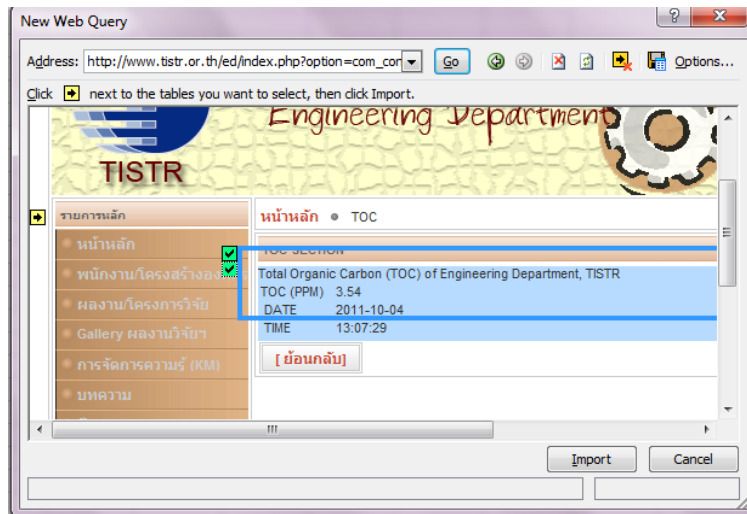 New Web Query
Address: http://www.tistr.or.th/ed/index.php?option=com_cor Go Options...
Click next to the tables you want to select, then click Import.
Engineering Department
TISTR
รายการหลัก
หน้าหลัก TOC
หน้าหลัก
TOC SECTION
พนักงาน/โครงสร้างอง
Total Organic Carbon (TOC) of Engineering Department, TISTR
TOC (PPM) 3.54
ผลงาน/โครงการวิจัย
DATE 2011-10-04
Gallery ผลงานวิจัยฯ
TIME 13:07:29
การจัดการความรู้ (KM)
[ ย้อนกลับ]
บทความ
Import Cancel